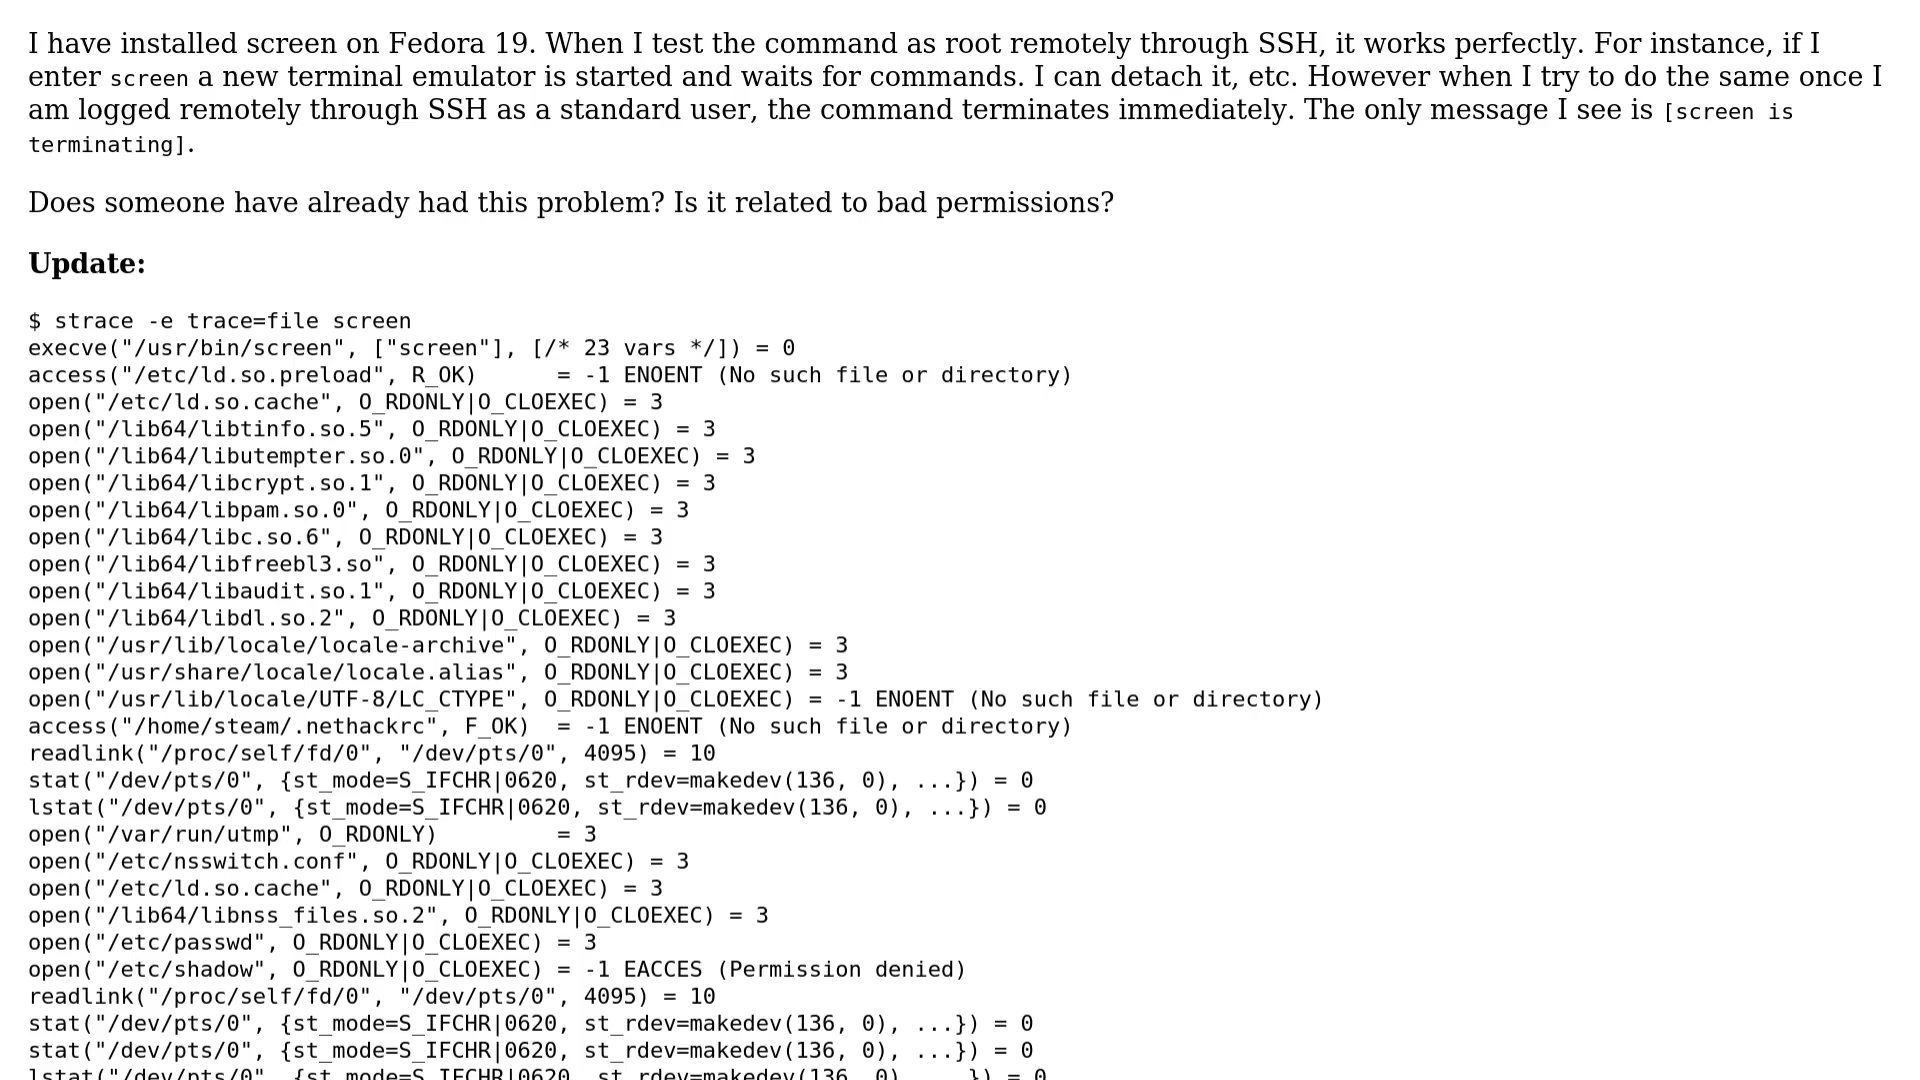 I have installed screen on Fedora 19. When I test the command as root remotely through SSH, it works perfectly. For instance, if I
enter screen a new terminal emulator is started and waits for commands. I can detach it, etc. However when I try to do the same once I
am logged remotely through SSH as a standard user, the command terminates immediately. The only message I see is [screen is
terminating].
Does someone have already had this problem? Is it related to bad permissions?
Update:
$ strace -e trace=file screen
execve("/usr/bin/screen", ["screen"], [/* 23 vars */]) = 0
access("/etc/ld.so.preload", R_OK)      = -1 ENOENT (No such file or directory)
open("/etc/ld.so.cache", O_RDONLY|O_CLOEXEC) = 3
open("/lib64/libtinfo.so.5", O_RDONLY|O_CLOEXEC) = 3
open("/lib64/libutempter.so.0", O_RDONLY|O_CLOEXEC) = 3
open("/lib64/libcrypt.so.1", O_RDONLY|O_CLOEXEC) = 3
open("/lib64/libpam.so.0", O_RDONLY|O_CLOEXEC) = 3
open("/lib64/libc.so.6", O_RDONLY|O_CLOEXEC) = 3
open("/lib64/libfreebl3.so", O_RDONLY|O_CLOEXEC) = 3
open("/lib64/libaudit.so.1", O_RDONLY|O_CLOEXEC) = 3
open("/lib64/libdl.so.2", O_RDONLY|O_CLOEXEC) = 3
open("/usr/lib/locale/locale-archive", O_RDONLY|O_CLOEXEC) = 3
open("/usr/share/locale/locale.alias", O_RDONLY|O_CLOEXEC) = 3
open("/usr/lib/locale/UTF-8/LC_CTYPE", O_RDONLY|O_CLOEXEC) = -1 ENOENT (No such file or directory)
access("/home/steam/.nethackrc", F_OK)  = -1 ENOENT (No such file or directory)
readlink("/proc/self/fd/0", "/dev/pts/0", 4095) = 10
stat("/dev/pts/0", {st_mode=S_IFCHR|0620, st_rdev=makedev(136, 0), ...}) = 0
lstat("/dev/pts/0", {st_mode=S_IFCHR|0620, st_rdev=makedev(136, 0), ...}) = 0
open("/var/run/utmp", O_RDONLY)         = 3
open("/etc/nsswitch.conf", O_RDONLY|O_CLOEXEC) = 3
open("/etc/ld.so.cache", O_RDONLY|O_CLOEXEC) = 3
open("/lib64/libnss_files.so.2", O_RDONLY|O_CLOEXEC) = 3
open("/etc/passwd", O_RDONLY|O_CLOEXEC) = 3
open("/etc/shadow", O_RDONLY|O_CLOEXEC) = -1 EACCES (Permission denied)
readlink("/proc/self/fd/0", "/dev/pts/0", 4095) = 10
stat("/dev/pts/0", {st_mode=S_IFCHR|0620, st_rdev=makedev(136, 0), ...}) = 0
stat("/dev/pts/0", {st_mode=S_IFCHR|0620, st_rdev=makedev(136, 0), ...}) = 0
lstat("/dev/pts/0", {st_mode=S_IFCHR|0620, st_rdev=makedev(136, 0), ...}) = 0